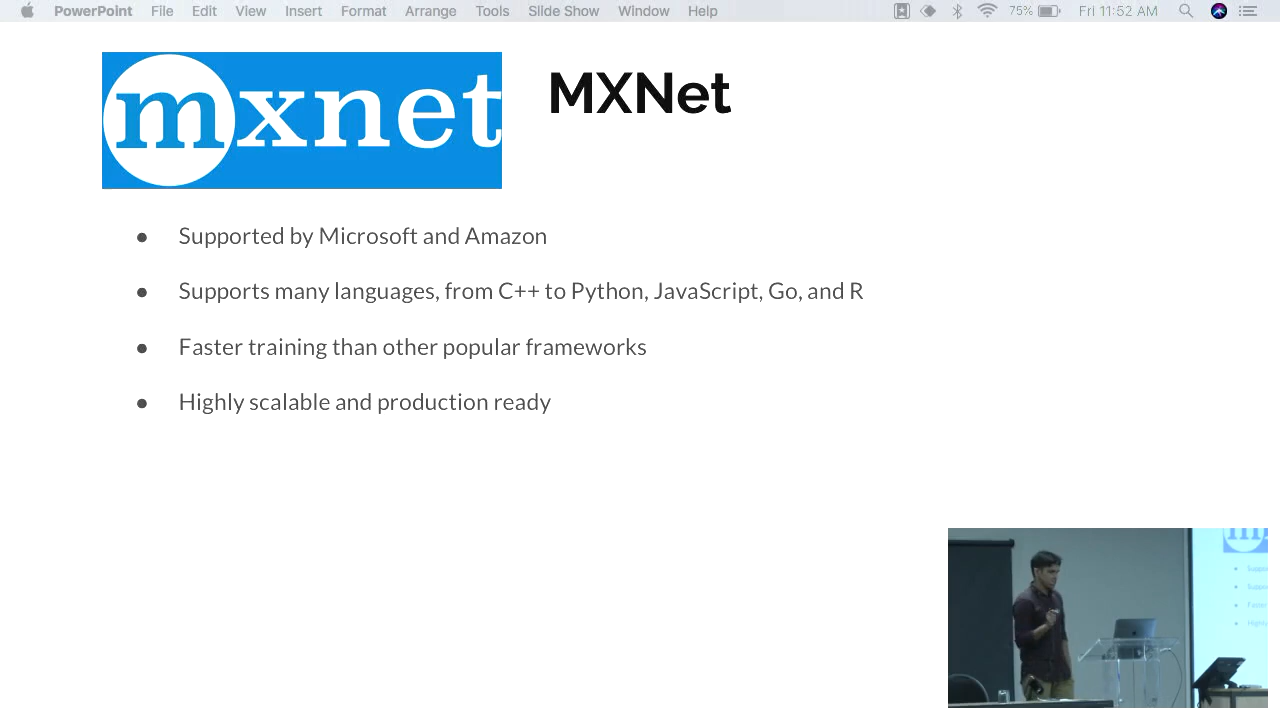 PowerPoint File Edit View Insert Format Arrange Tools Slide Show Window Help 75% Fri 11:52 AM
mxnet
MXNet
● Supported by Microsoft and Amazon
● Supports many languages, from C++ to Python, JavaScript, Go, and R
● Faster training than other popular frameworks
● Highly scalable and production ready